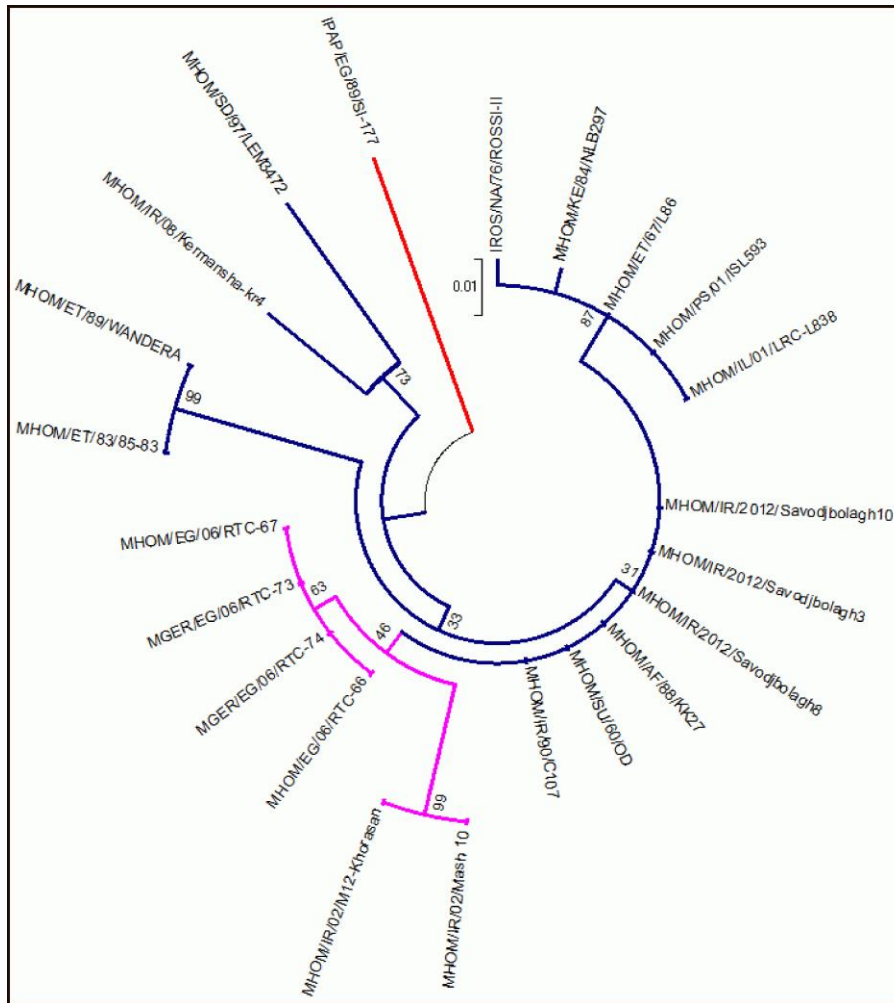 IPAP/EG/89/SI-177
IROS/NA/76/ROSSI-II
MHOM/KE/84/NLB297
MHOM/ET/67/L86
MHOM/PS/01/ISL593
MHOM/IL/01/LRC-L838
MHOM/IR/2012/Savodjbolagh10
MHOM/IR/2012/Savodjbolagh3
MHOM/IR/2012/Savodjbolagh8
MHOM/AF/88/KK27
MHOM/SU/60/OD
MHOM/IR/90/C107
MHOM/IR/02/Mash 10
MHOM/IR/02/M12-Khorasan
MHOM/EG/06/RTC-66
MGER/EG/06/RTC-74
MGER/EG/06/RTC-73
MHOM/EG/06/RTC-67
MHOM/ET/83/85-83
MHOM/ET/89/WANDERA
MHOM/IR/08/Kermansha-kr4
MHOM/SD/97/LEM3472
0.01
87
31
33
46
63
99
99
73